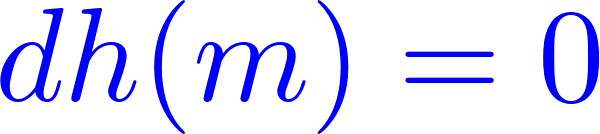 dh(m) = 0